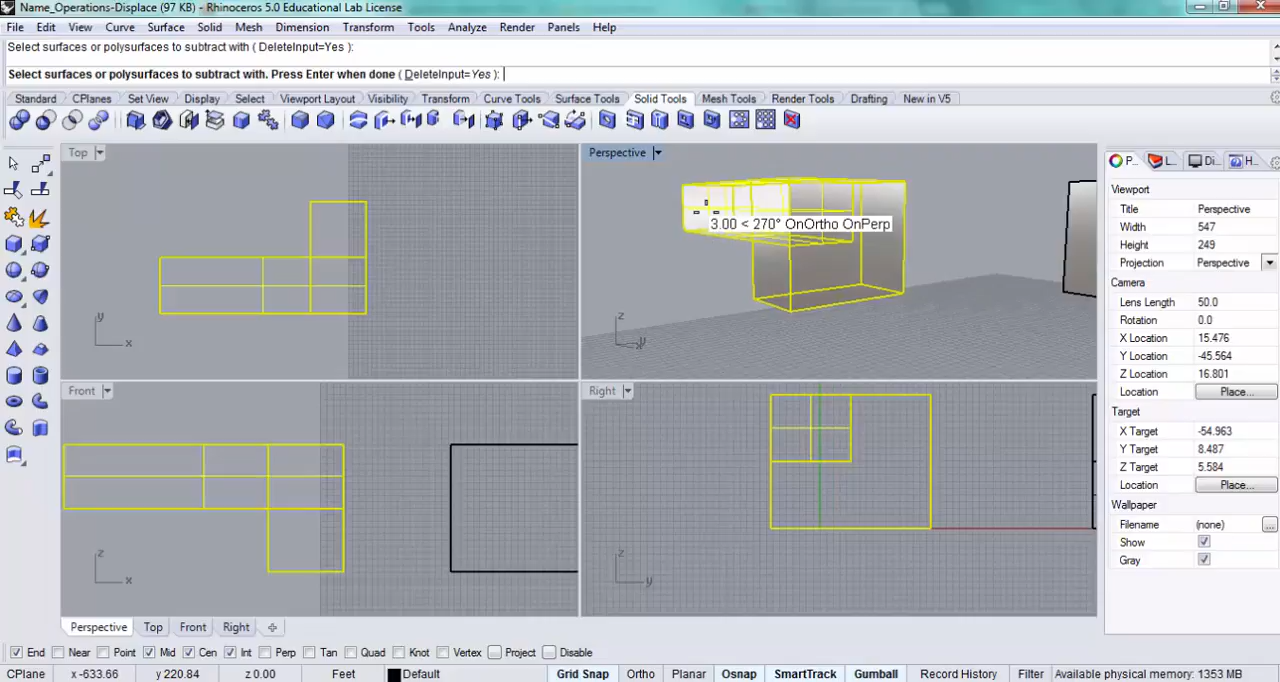 Name_Operations-Displace (97 KB) - Rhinoceros 5.0 Educational Lab License
File Edit View Curve Surface Solid Mesh Dimension Transform Tools Analyze Render Panels Help
Select surfaces or polysurfaces to subtract with ( DeleteInput=Yes ):
Select surfaces or polysurfaces to subtract with. Press Enter when done ( DeleteInput=Yes ):
Standard CPlanes Set View Display Select Viewport Layout Visibility Transform Curve Tools Surface Tools Solid Tools Mesh Tools Render Tools Drafting New in V5
Top
Perspective
P... L... Di... H...
3.00 < 270° OnOrtho OnPerp
y
x
z
x
y
Front
Right
z
x
z
y
Viewport
Title Perspective
Width 547
Height 249
Projection Perspective
Camera
Lens Length 50.0
Rotation 0.0
X Location 15.476
Y Location -45.564
Z Location 16.801
Location Place...
Target
X Target -54.963
Y Target 8.487
Z Target 5.584
Location Place...
Wallpaper
Filename (none) ...
Show
Gray
Perspective Top Front Right
End Near Point Mid Cen Int Perp Tan Quad Knot Vertex Project Disable
CPlane x -633.66 y 220.84 z 0.00 Feet Default Grid Snap Ortho Planar Osnap SmartTrack Gumball Record History Filter Available physical memory: 1353 MB